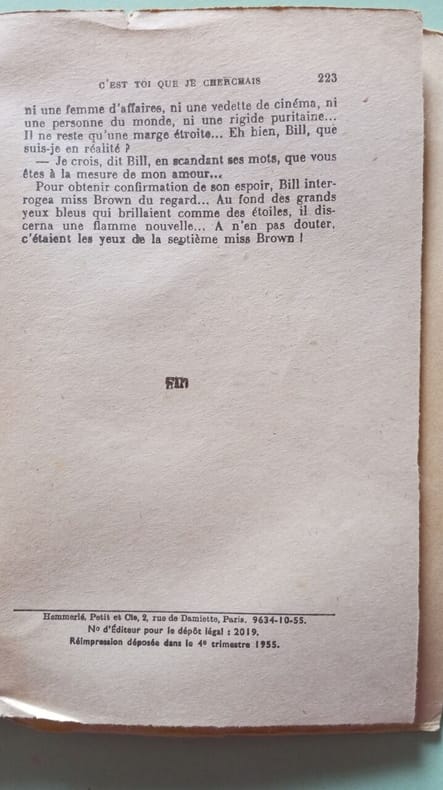 C'EST TOI QUE JE CHERCHAIS 223
ni une femme d'affaires, ni une vedette de cinéma, ni
une personne du monde, ni une rigide puritaine...
Il ne reste qu'une marge étroite... Eh bien, Bill, que
suis-je en réalité ?
— Je crois, dit Bill, en scandant ses mots, que vous
êtes à la mesure de mon amour...
Pour obtenir confirmation de son espoir, Bill inter-
rogea miss Brown du regard... Au fond des grands
yeux bleus qui brillaient comme des étoiles, il dis-
cerna une flamme nouvelle... A n'en pas douter,
c'étaient les yeux de la septième miss Brown !
FIN
Hemmerlé, Petit et Cie, 2, rue de Damiette, Paris. 9634-10-55.
No d'Éditeur pour le dépôt légal : 2019.
Réimpression déposée dans le 4e trimestre 1955.